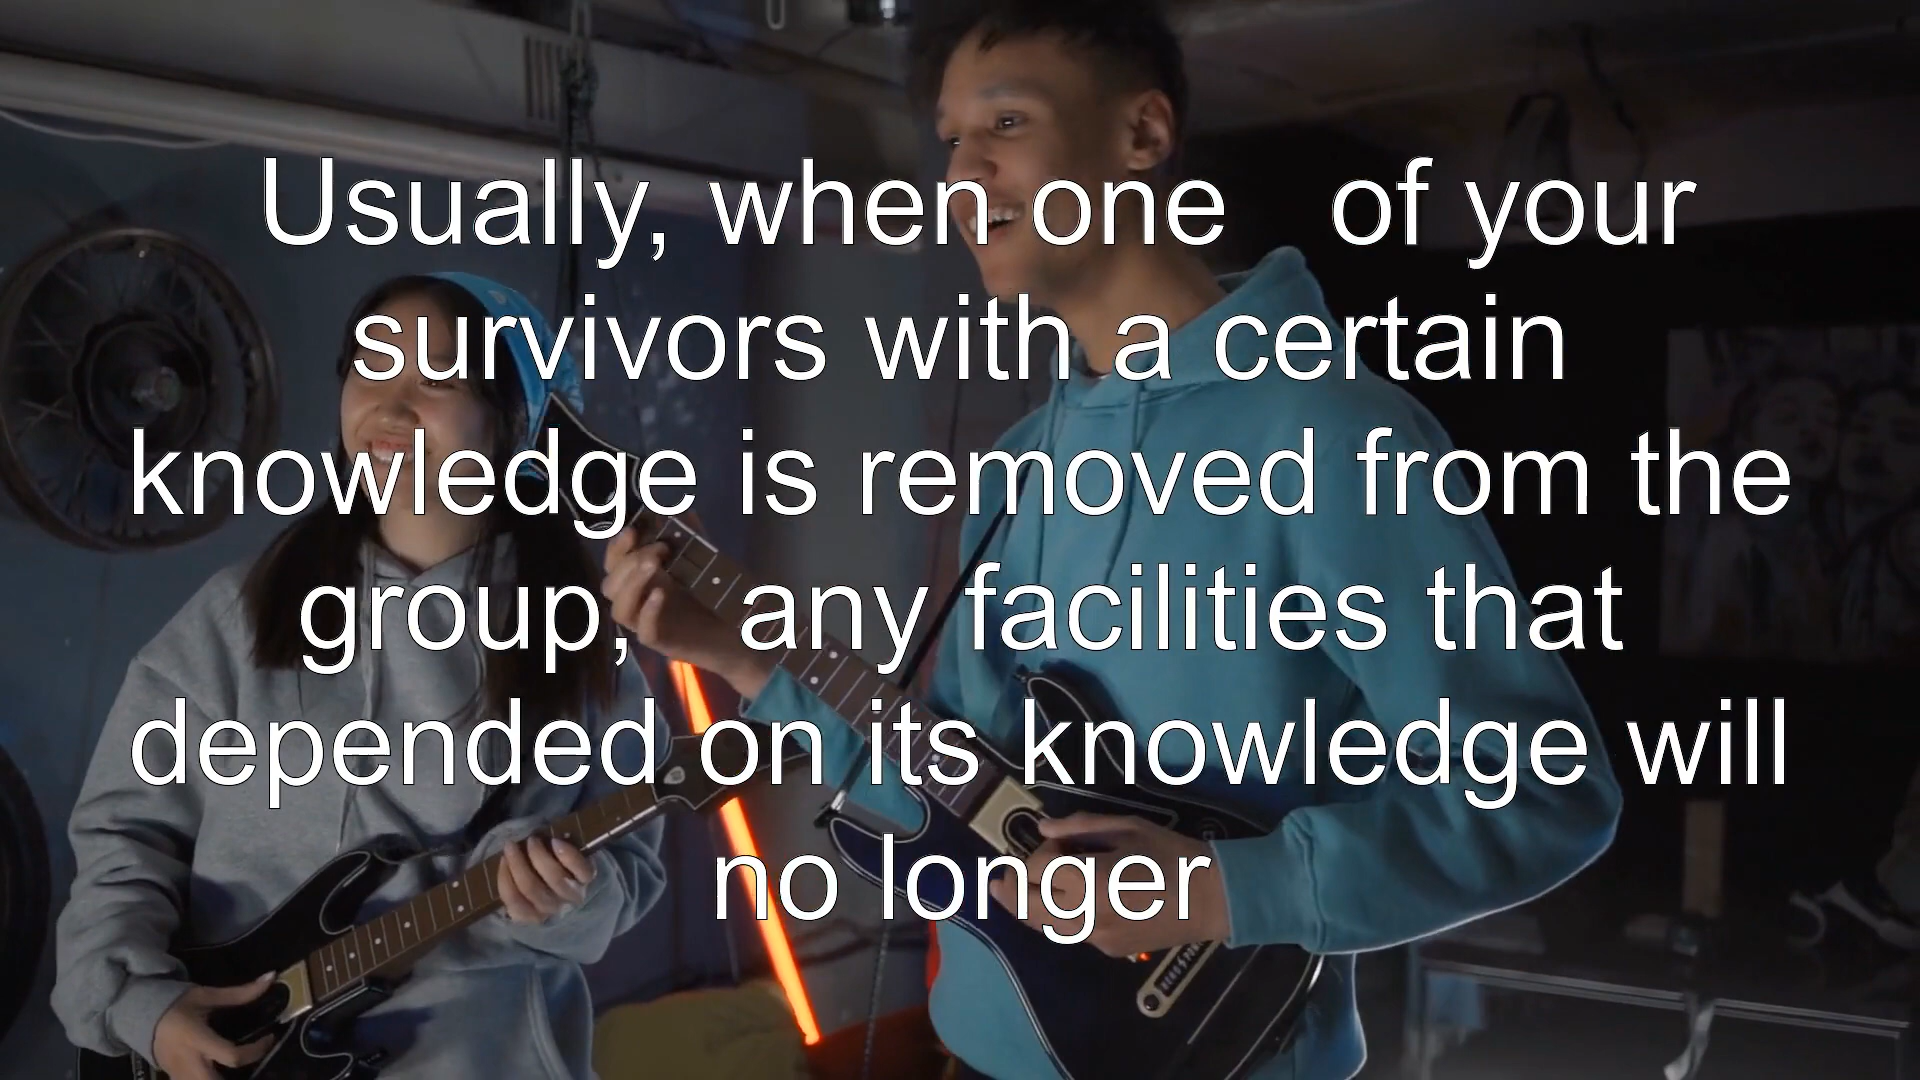 Usually, when one of your
survivors with a certain
knowledge is removed from the
group, any facilities that
depended on its knowledge will
no longer